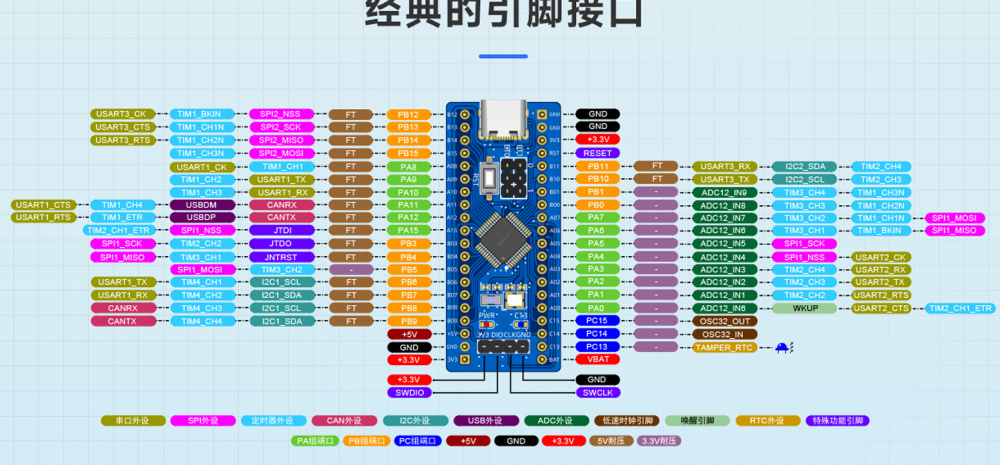 经典的引脚接口
USART3_CK TIM1_BKIN SPI2_NSS FT PB12 GND
USART3_CTS TIM1_CH1N SPI2_SCK FT PB13 GND
USART3_RTS TIM1_CH2N SPI2_MISO FT PB14 +3.3V
TIM1_CH3N SPI2_MOSI FT PB15 RESET
USART1_CK TIM1_CH1 FT PA8 PB11 FT USART3_RX I2C2_SDA TIM2_CH4
TIM1_CH2 USART1_TX FT PA9 PB10 FT USART3_TX I2C2_SCL TIM2_CH3
TIM1_CH3 USART1_RX FT PA10 PB1 - ADC12_IN9 TIM3_CH4 TIM1_CH3N
USART1_CTS TIM1_CH4 USBDM CANRX FT PA11 PB0 - ADC12_IN8 TIM3_CH3 TIM1_CH2N
USART1_RTS TIM1_ETR USBDP CANTX FT PA12 PA7 - ADC12_IN7 TIM3_CH2 TIM1_CH1N SPI1_MOSI
TIM2_CH1_ETR SPI1_NSS JTDI FT PA15 PA6 - ADC12_IN6 TIM3_CH1 TIM1_BKIN SPI1_MISO
SPI1_SCK TIM2_CH2 JTDO FT PB3 PA5 - ADC12_IN5 SPI1_SCK
SPI1_MISO TIM3_CH1 JNTRST FT PB4 PA4 - ADC12_IN4 SPI1_NSS USART2_CK
SPI1_MOSI TIM3_CH2 - PB5 PA3 - ADC12_IN3 TIM2_CH4 USART2_RX
USART1_TX TIM4_CH1 I2C1_SCL FT PB6 PA2 - ADC12_IN2 TIM2_CH3 USART2_TX
USART1_RX TIM4_CH2 I2C1_SDA FT PB7 PA1 - ADC12_IN1 TIM2_CH2 USART2_RTS
CANRX TIM4_CH3 I2C1_SCL FT PB8 PA0 - ADC12_IN6 WKUP USART2_CTS TIM2_CH1_ETR
CANTX TIM4_CH4 I2C1_SDA FT PB9 PC15 - OSC32_OUT
+5V PC14 - OSC32_IN
GND PC13 - TAMPER_RTC
+3.3V VBAT
PWR PC13
3V3 DIO CLK GND
+3.3V GND
SWDIO SWCLK
串口外设 SPI外设 定时器外设 CAN外设 I2C外设 USB外设 ADC外设 低速时钟引脚 唤醒引脚 RTC外设 特殊功能引脚
PA组端口 PB组端口 PC组端口 +5V GND +3.3V 5V耐压 3.3V耐压